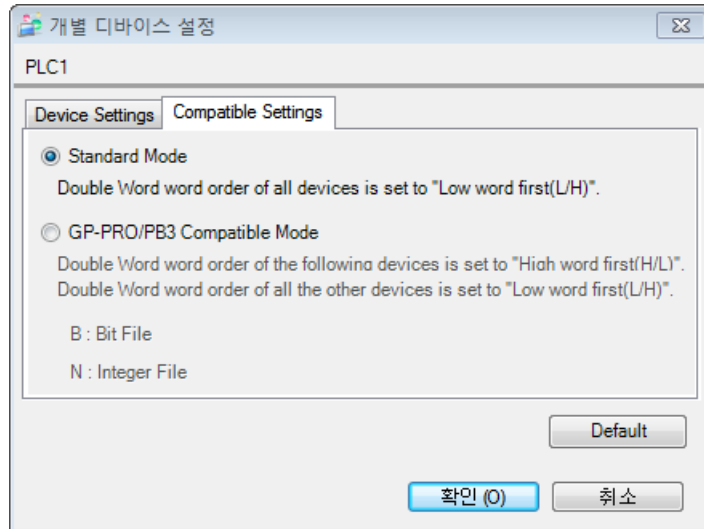 개별 디바이스 설정
PLC1
Device Settings
Compatible Settings
Standard Mode
Double Word word order of all devices is set to "Low word first(L/H)".
GP-PRO/PB3 Compatible Mode
Double Word word order of the following devices is set to "High word first(H/L)".
Double Word word order of all the other devices is set to "Low word first(L/H)".
B : Bit File
N : Integer File
Default
확인 (O)
취소